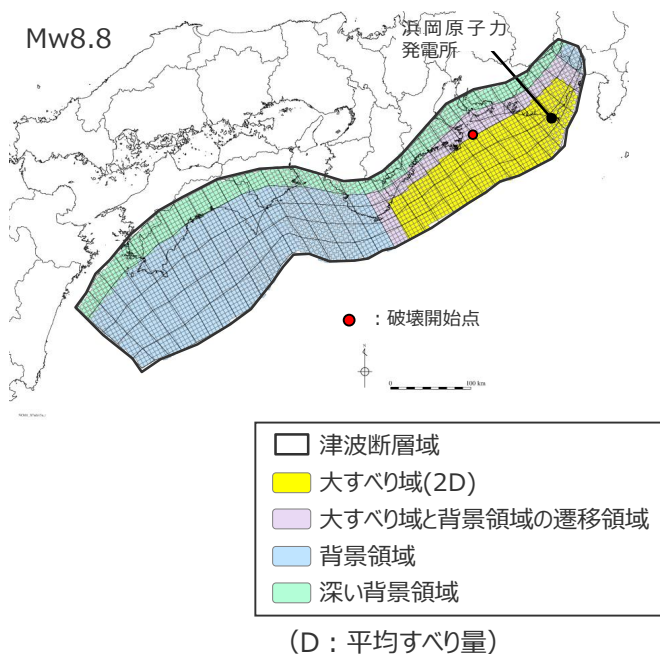 Mw8.8
浜岡原子力
発電所
：破壊開始点
N
0 100 km
津波断層域
大すべり域(2D)
大すべり域と背景領域の遷移領域
背景領域
深い背景領域
（D：平均すべり量）